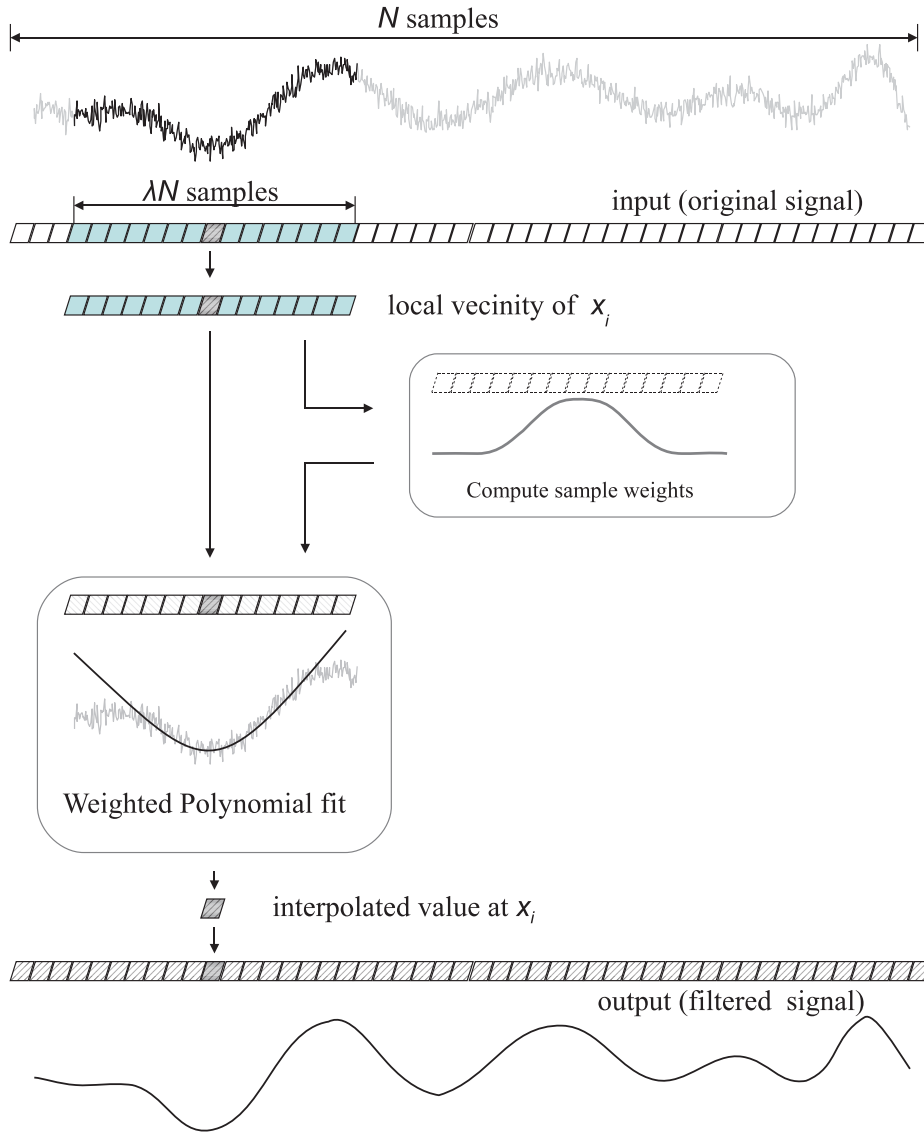 N samples
λN samples
input (original signal)
local vecinity of x_i
Compute sample weights
Weighted Polynomial fit
interpolated value at x_i
output (filtered signal)